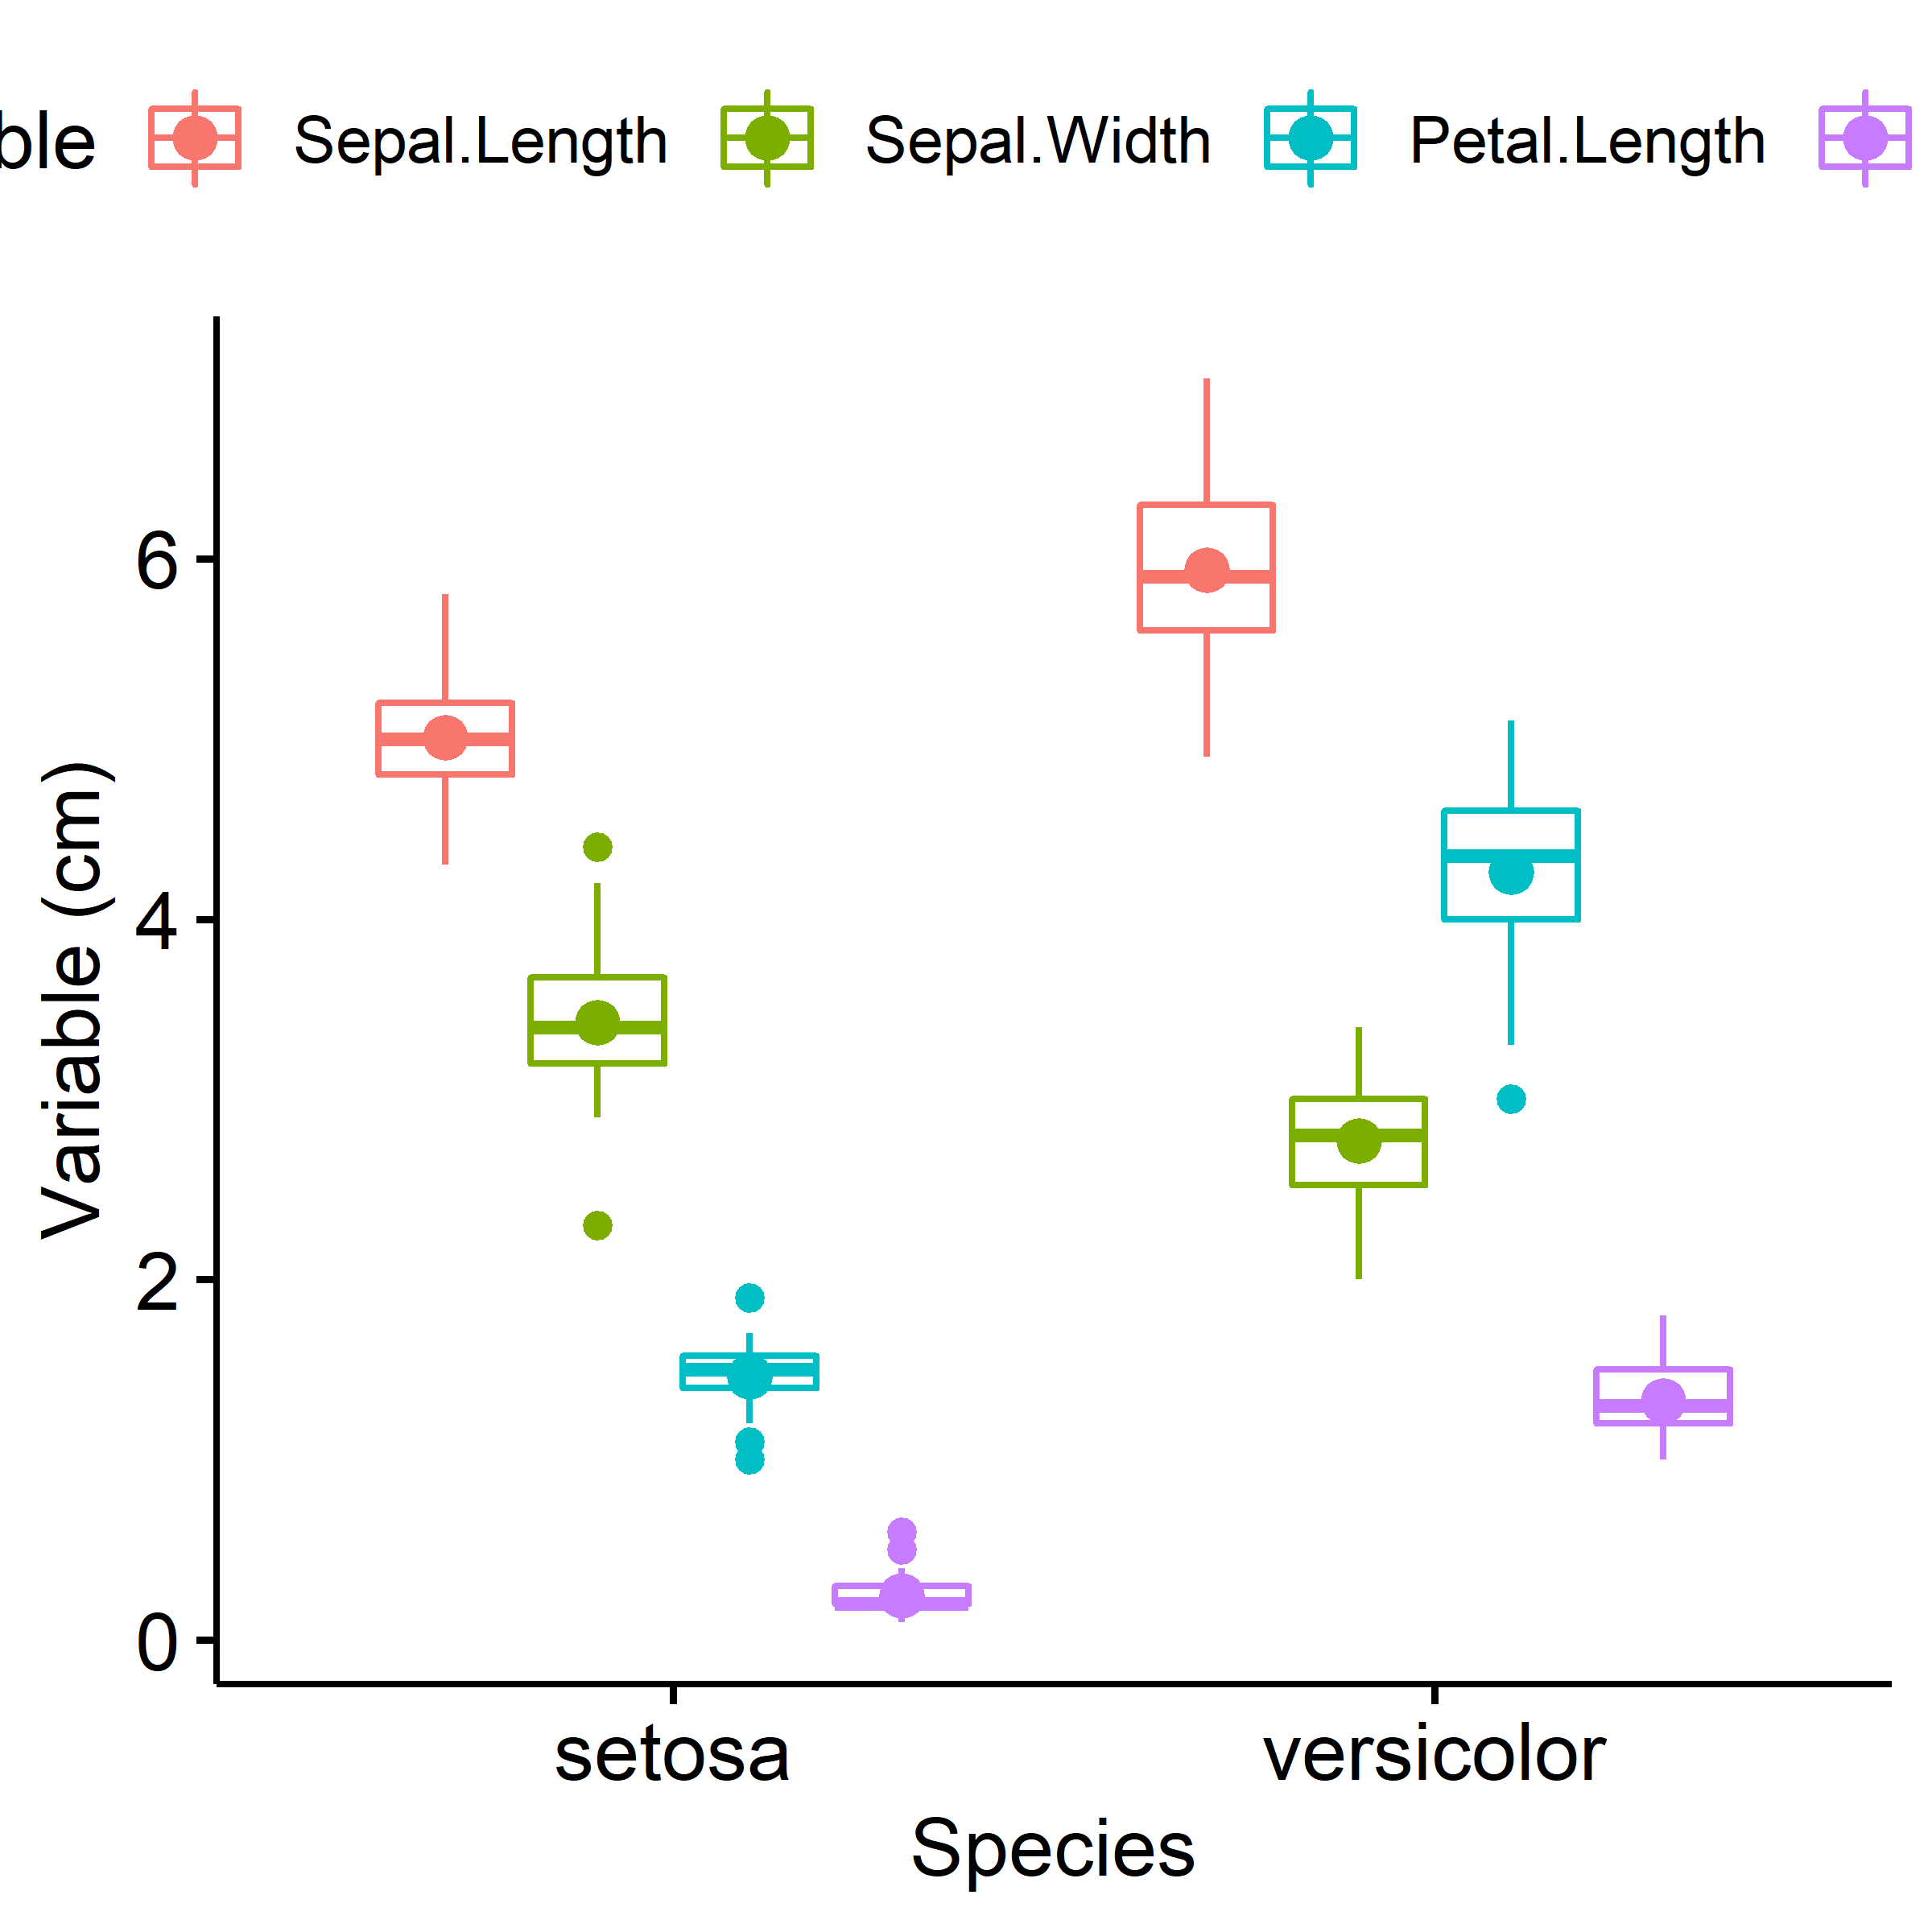 ble Sepal.Length Sepal.Width Petal.Length
6
4
2
0
Variable (cm)
setosa versicolor
Species